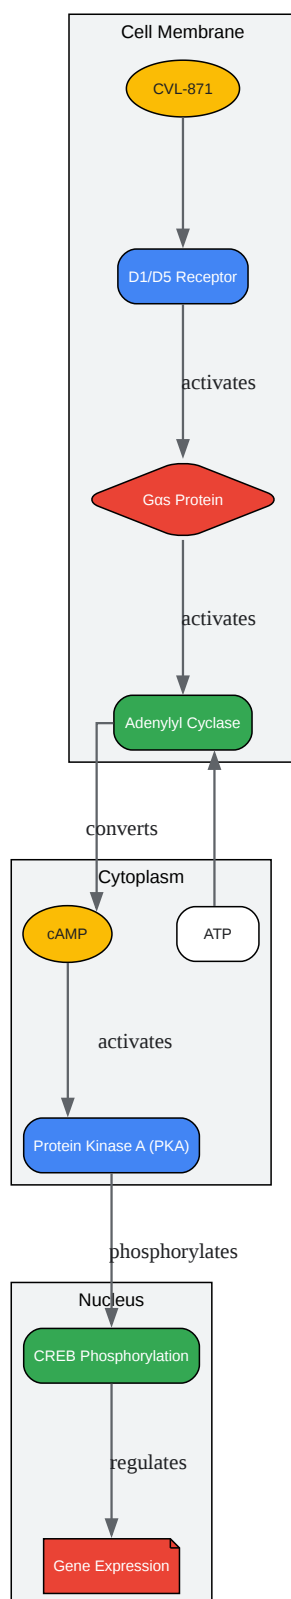 Cell Membrane
CVL-871
D1/D5 Receptor
activates
Gαs Protein
activates
Adenylyl Cyclase
converts
Cytoplasm
cAMP
ATP
activates
Protein Kinase A (PKA)
phosphorylates
Nucleus
CREB Phosphorylation
regulates
Gene Expression